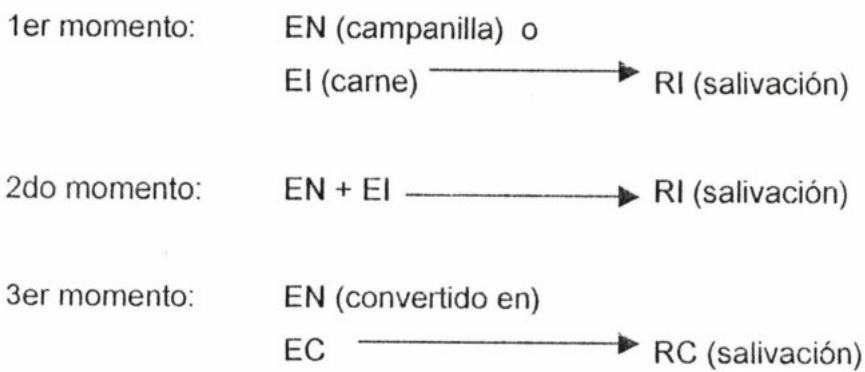 1er momento: EN (campanilla) o
EI (carne) RI (salivación)
2do momento: EN + EI RI (salivación)
3er momento: EN (convertido en)
EC RC (salivación)